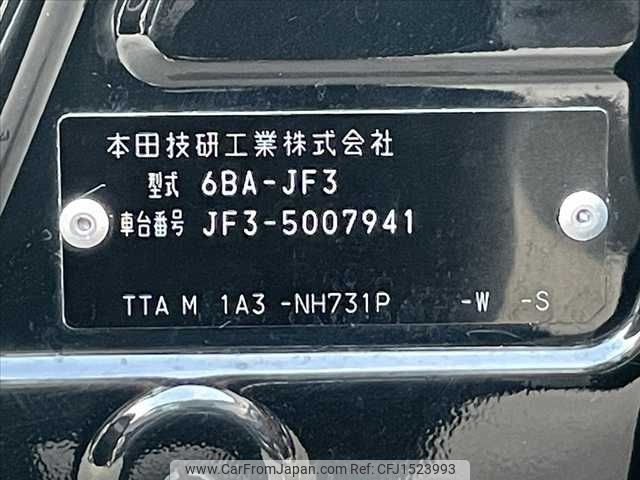 本田技研工業株式会社
型式 6BA-JF3
車台番号 JF3-5007941
TTA M 1A3 -NH731P -W -S
www.CarFromJapan.com - CFJ1523993